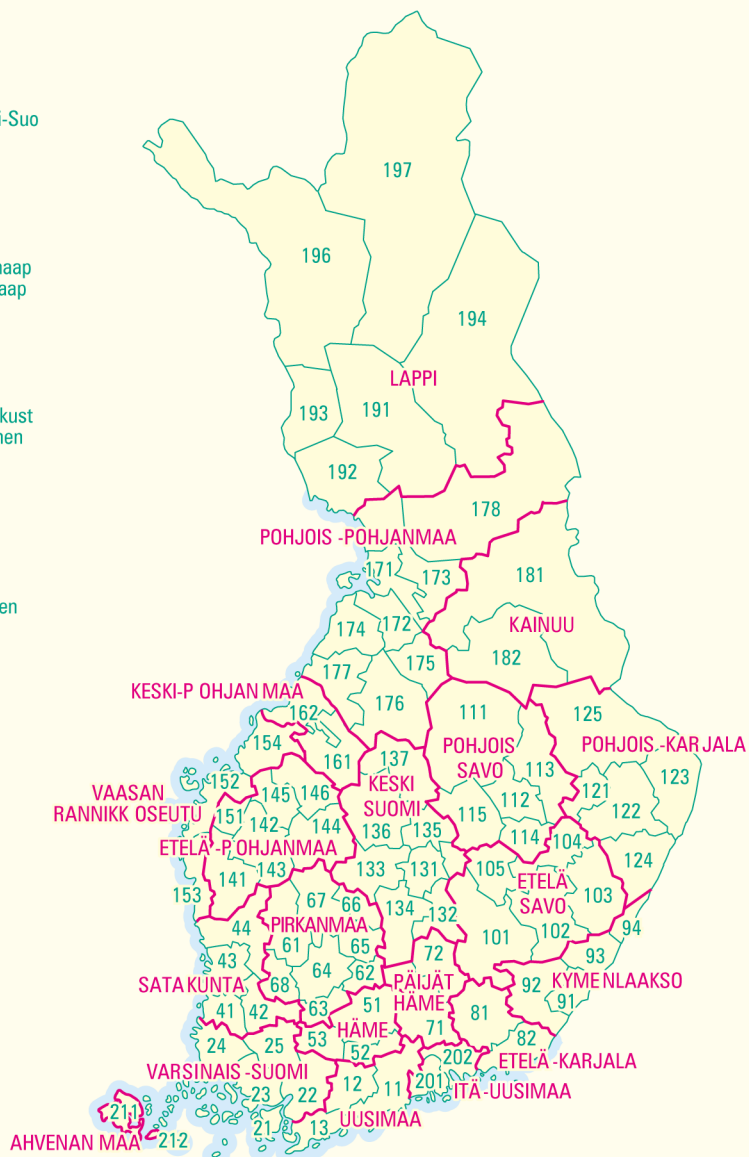 i-Suo
197
196
aap
aap
194
LAPPI
kust
nen
193
191
192
178
POHJOIS -POHJANMAA
171
173
181
en
174
172
KAINUU
182
177
175
KESKI-P OHJAN MAA
176
162
111
125
154
POHJOIS
SAVO
POHJOIS -KAR JALA
161
137
113
123
152
KESKI
SUOMI
VAASAN
RANNIKK OSEUTU
145
146
112
121
122
151
142
144
115
136
135
114
104
ETELÄ -P OHJANMAA
124
141
143
133
131
105
ETELÄ
SAVO
103
153
67
66
134
132
101
102
94
44
PIRKANMAA
61
65
72
93
43
64
62
SATA KUNTA
68
PÄIJÄT
HÄME
92
KYME NLAAKSO
91
41
42
63
51
81
24
25
53
HÄME
71
82
52
202
ETELÄ -KARJALA
VARSINAIS -SUOMI
12
11
201
ITÄ -UUSIMAA
23
22
211
21
13
UUSIMAA
AHVENAN MAA
212